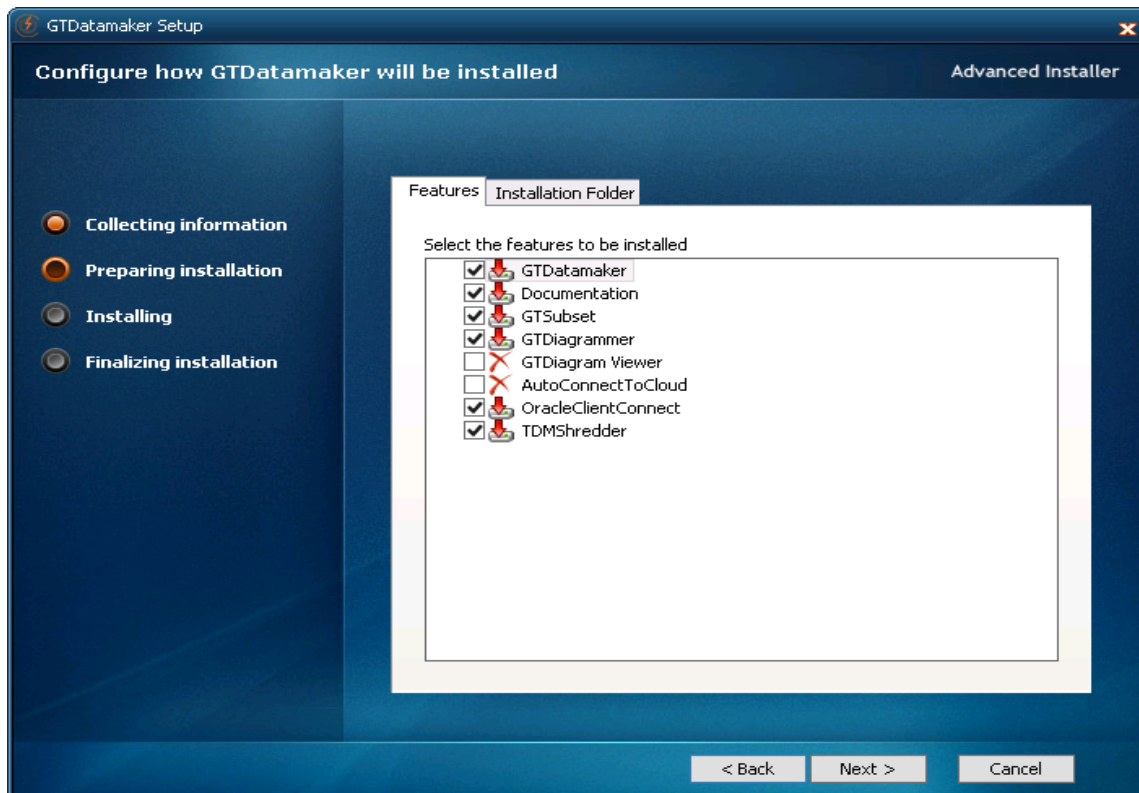 GTDatamaker Setup
Configure how GTDatamaker will be installed
Advanced Installer
Collecting information
Preparing installation
Installing
Finalizing installation
Features
Installation Folder
Select the features to be installed
GTDatamaker
Documentation
GTSubset
GTDiagrammer
GTDiagram Viewer
AutoConnectToCloud
OracleClientConnect
TDMShredder
< Back
Next >
Cancel